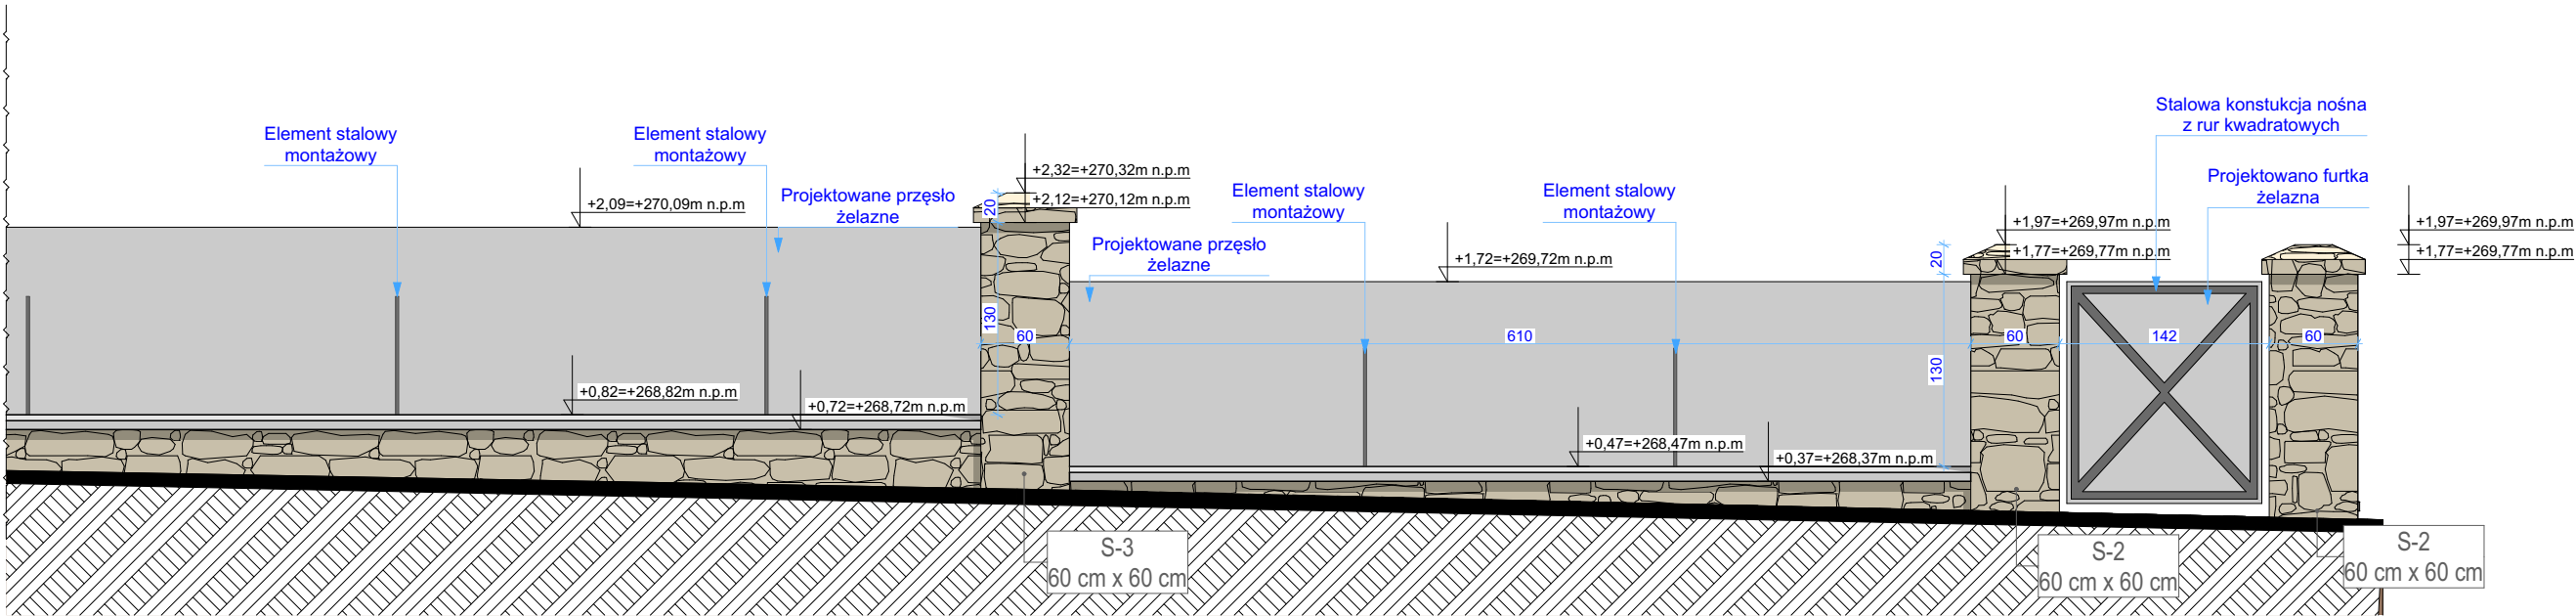 Element stalowy
montażowy
Element stalowy
montażowy
+2,09=+270,09m n.p.m
Projektowane przęsło
żelazne
+2,32=+270,32m n.p.m
+2,12=+270,12m n.p.m
20
130
60
+0,82=+268,82m n.p.m
+0,72=+268,72m n.p.m
Projektowane przęsło
żelazne
Element stalowy
montażowy
Element stalowy
montażowy
+1,72=+269,72m n.p.m
610
+0,47=+268,47m n.p.m
+0,37=+268,37m n.p.m
20
130
Stalowa konstukcja nośna
z rur kwadratowych
Projektowano furtka
żelazna
+1,97=+269,97m n.p.m
+1,77=+269,77m n.p.m
+1,97=+269,97m n.p.m
+1,77=+269,77m n.p.m
60
142
60
S-3
60 cm x 60 cm
S-2
60 cm x 60 cm
S-2
60 cm x 60 cm